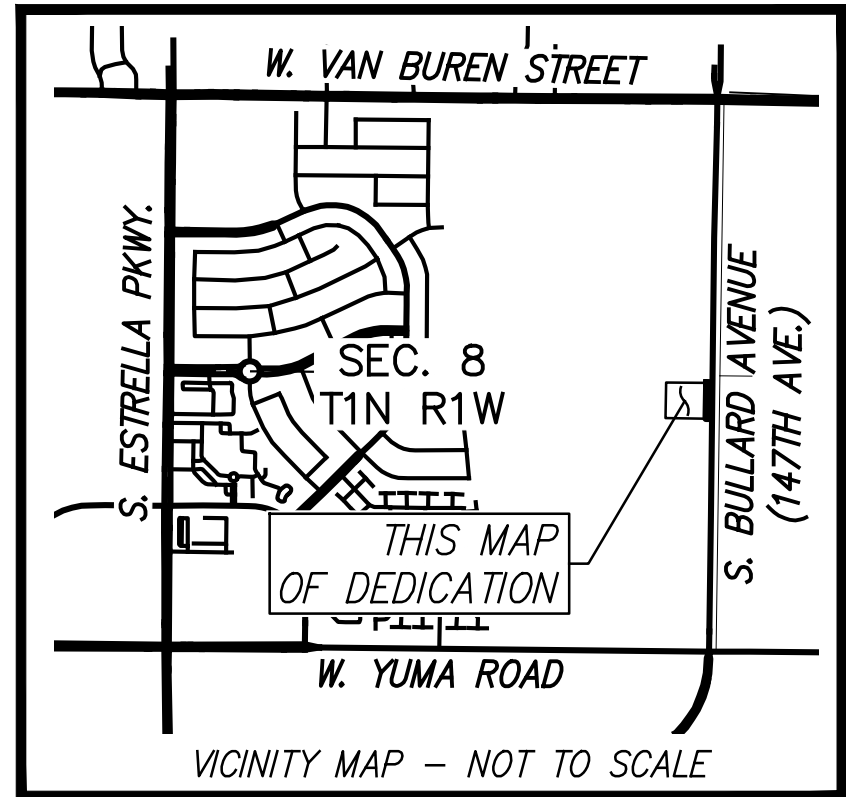 W. VAN BUREN STREET
S. ESTRELLA PKWY.
SEC. 8
T1N R1W
S. BULLARD AVENUE
(147TH AVE.)
THIS MAP
OF DEDICATION
W. YUMA ROAD
VICINITY MAP – NOT TO SCALE